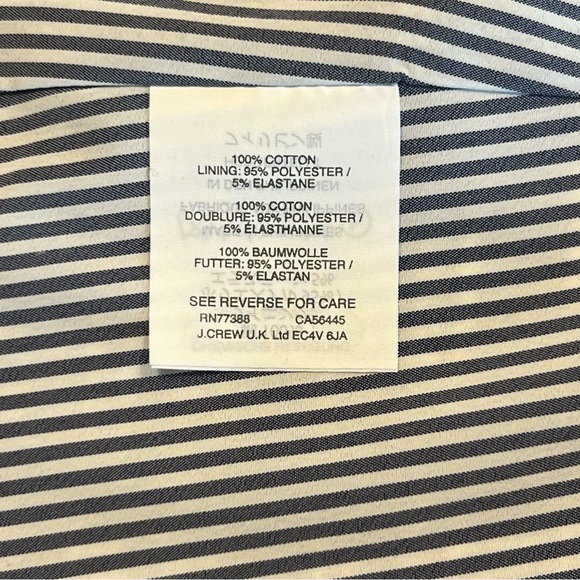 100% COTTON
LINING: 95% POLYESTER /
5% ELASTANE
100% COTON
DOUBLURE: 95% POLYESTER /
5% ÉLASTHANNE
100% BAUMWOLLE
FUTTER: 95% POLYESTER /
5% ELASTAN
SEE REVERSE FOR CARE
RN77388 CA56445
J.CREW U.K. Ltd EC4V 6JA